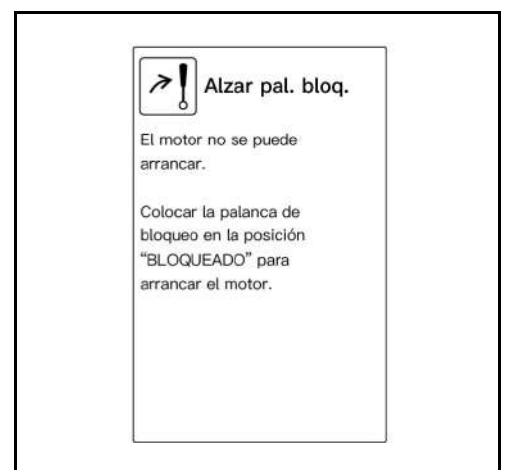 Alzar pal. bloq.
El motor no se puede
arrancar.
Colocar la palanca de
bloqueo en la posición
“BLOQUEADO” para
arrancar el motor.